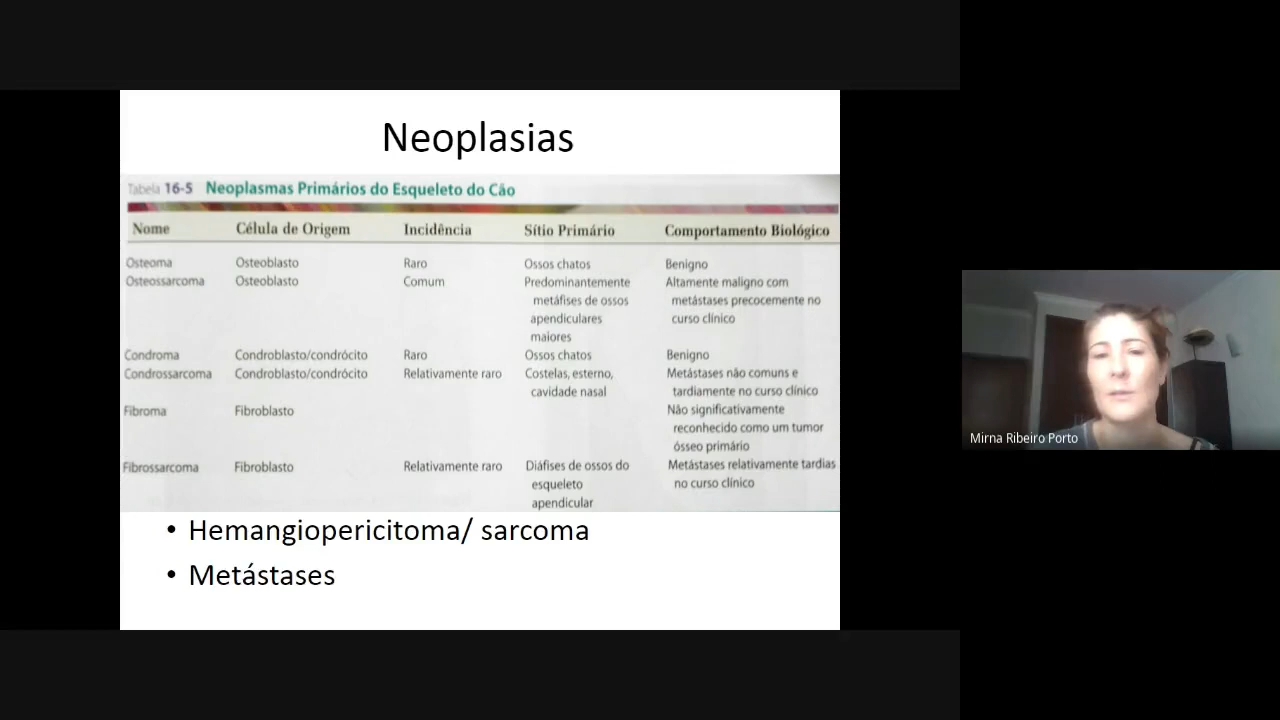 Neoplasias
Tabela 16-5 Neoplasmas Primários do Esqueleto do Cão
Nome Célula de Origem Incidência Sítio Primário Comportamento Biológico
Osteoma Osteoblasto Raro Ossos chatos Benigno
Osteossarcoma Osteoblasto Comum Predominantemente Altamente maligno com
metáfises de ossos metástases precocemente no
apendiculares curso clínico
maiores
Condroma Condroblasto/condrócito Raro Ossos chatos Benigno
Condrossarcoma Condroblasto/condrócito Relativamente raro Costelas, esterno, Metástases não comuns e
cavidade nasal tardiamente no curso clínico
Fibroma Fibroblasto Não significativamente
reconhecido como um tumor
ósseo primário
Fibrossarcoma Fibroblasto Relativamente raro Diáfises de ossos do Metástases relativamente tardias
esqueleto no curso clínico
apendicular
• Hemangiopericitoma/ sarcoma
• Metástases
Mirna Ribeiro Porto